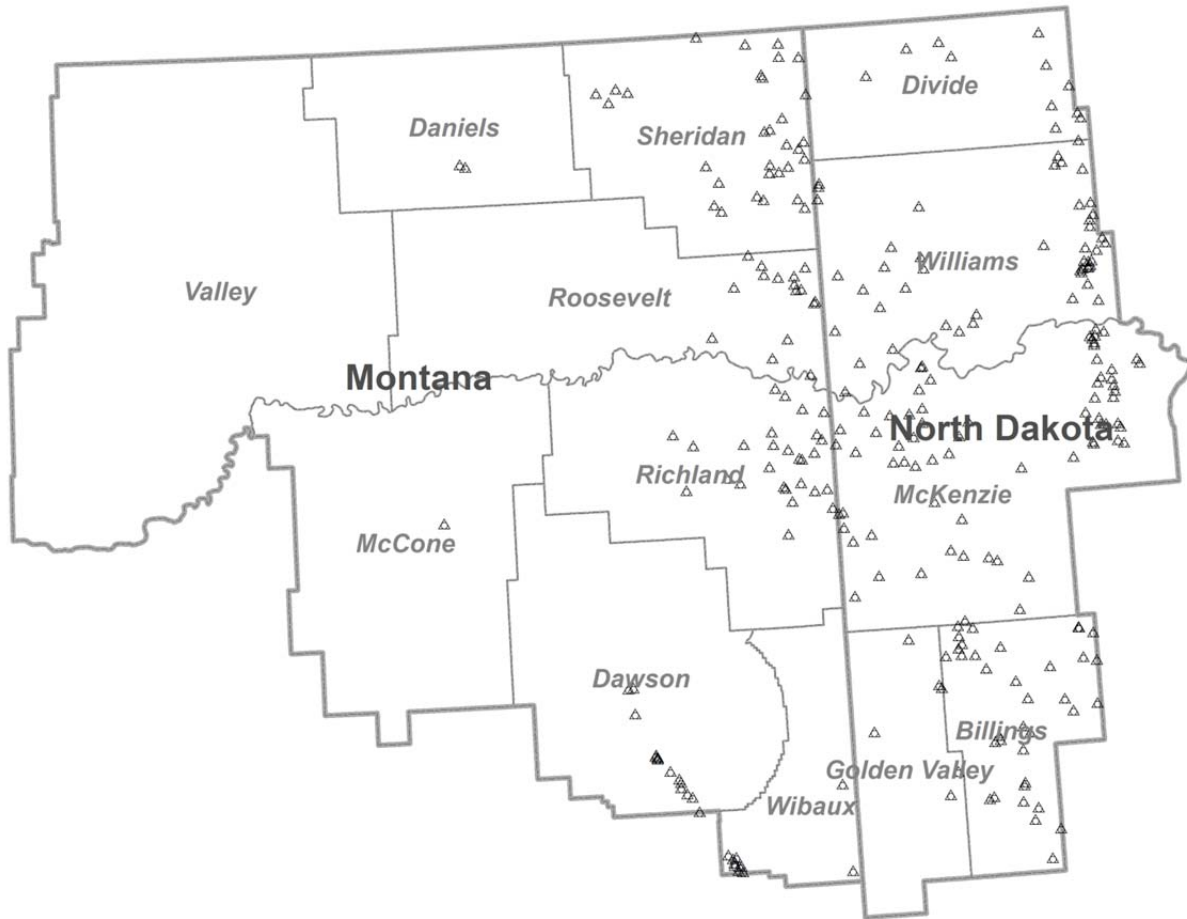 Divide
Daniels
Sheridan
Williams
Valley
Roosevelt
Montana
North Dakota
Richland
McKenzie
McCone
Dawson
Billings
Golden Valley
Wibaux